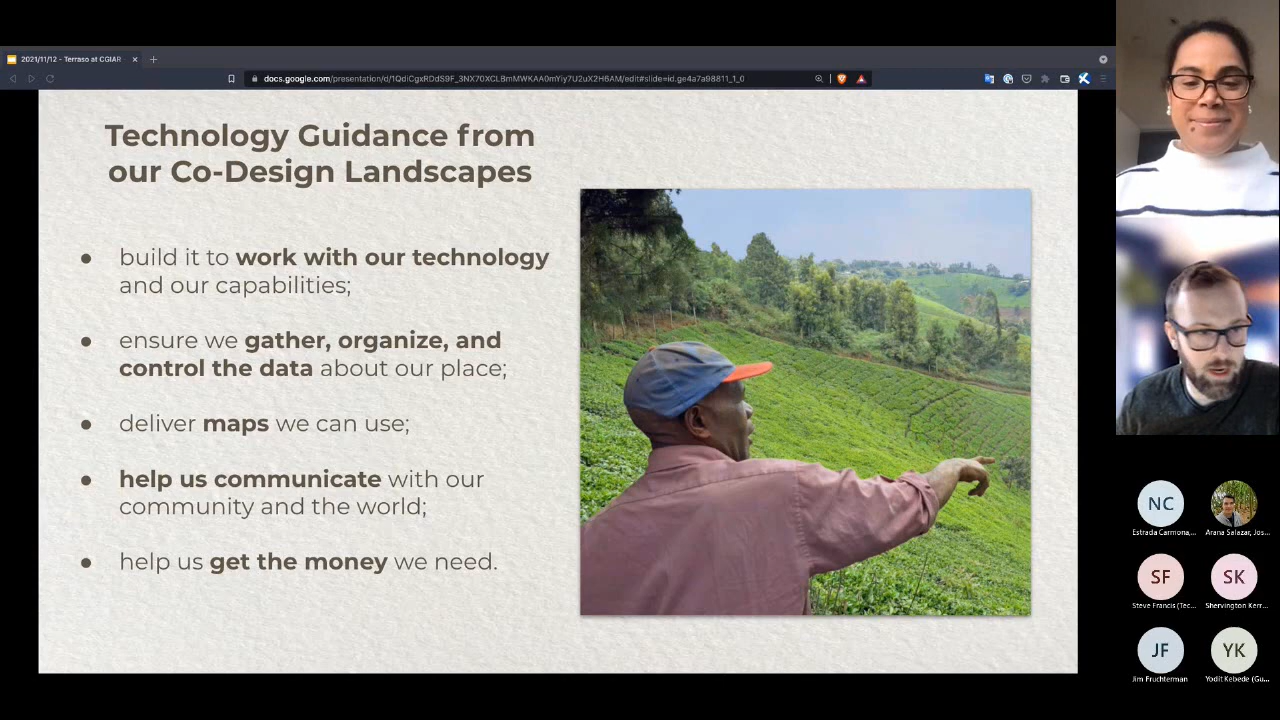 2021/11/12 - Terraso at CGIAR
docs.google.com/presentation/d/1QdiCgxRDdS9F_3NX70XCLBmMWKAA0mYiy7U2uX2H6AM/edit#slide=id.ge4a7a98811_1_0
Technology Guidance from
our Co-Design Landscapes
● build it to work with our technology
and our capabilities;
● ensure we gather, organize, and
control the data about our place;
● deliver maps we can use;
● help us communicate with our
community and the world;
● help us get the money we need.
NC
Estrada Carmona,...
Arana Salazar, Jos...
SF
Steve Francis (Tec...
SK
Shervington Kerr...
JF
Jim Fruchterman
YK
Yodit Kebede (Gu...